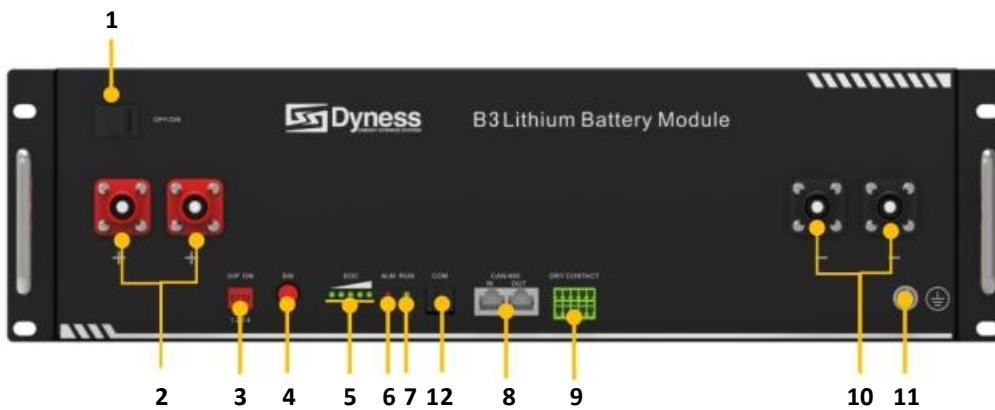 1
OFF/ON
Dyness
B3 Lithium Battery Module
+ +
- -
DIP ON
SW
SOC
ALM RUN
COM
CAN/485
IN OUT
DRY CONTACT
2 3 4 5 6 7 12 8 9 10 11